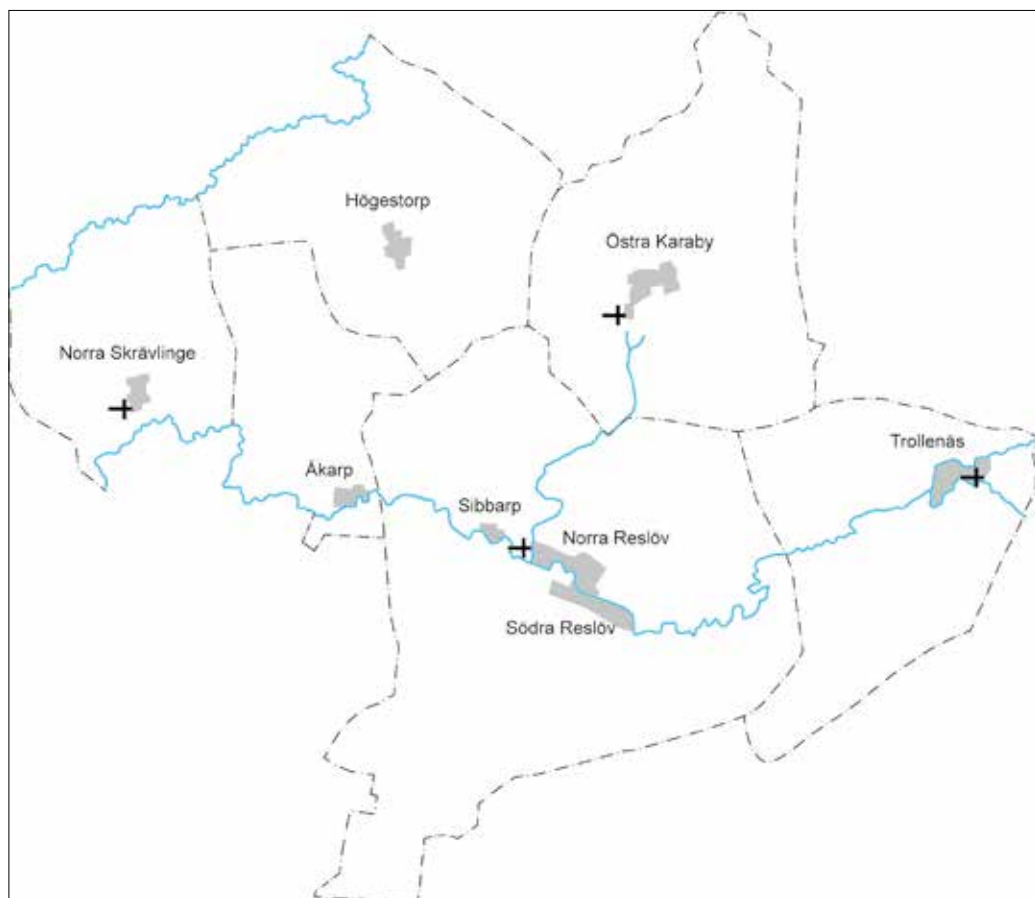 Högestorp
Östra Karaby
Norra Skrävlinge
Trollenäs
Åkarp
Sibbarp
Norra Reslöv
Södra Reslöv